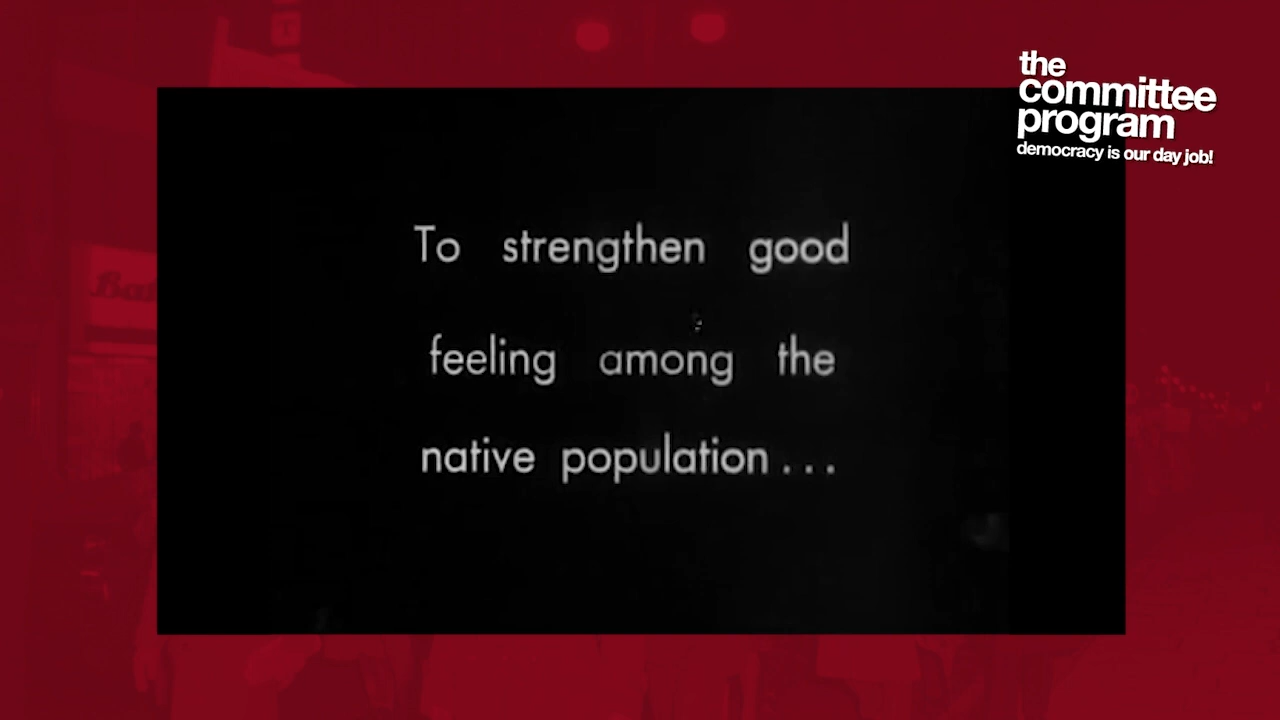 the
committee
program
democracy is our day job!
To strengthen good
feeling among the
native population...